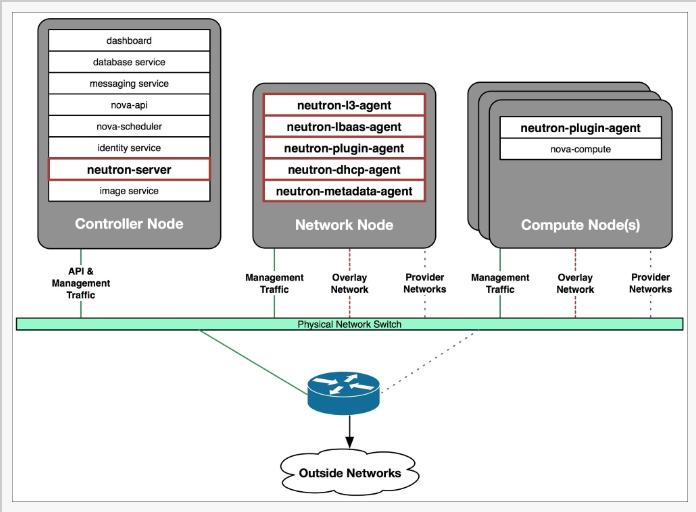 dashboard
database service
messaging service
nova-api
nova-scheduler
identity service
neutron-server
image service
Controller Node
neutron-l3-agent
neutron-lbaas-agent
neutron-plugin-agent
neutron-dhcp-agent
neutron-metadata-agent
Network Node
neutron-plugin-agent
nova-compute
Compute Node(s)
API &
Management
Traffic
Management
Traffic
Overlay
Network
Provider
Networks
Management
Traffic
Overlay
Network
Provider
Networks
Physical Network Switch
Outside Networks